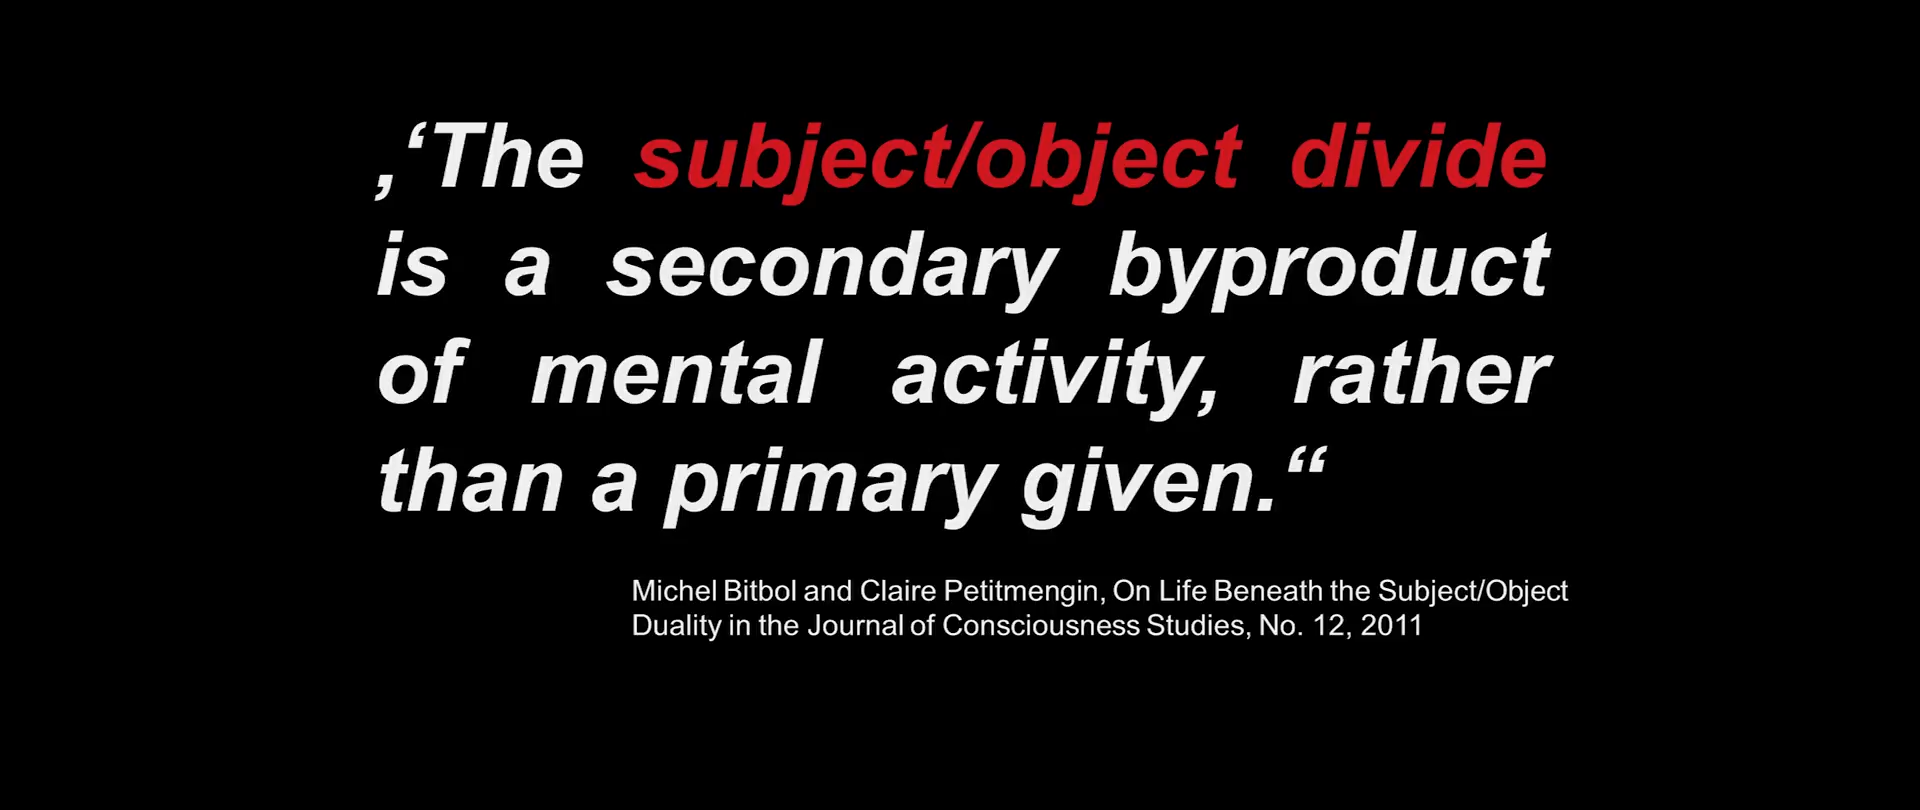 ‚‘The subject/object divide
is a secondary byproduct
of mental activity, rather
than a primary given.“
Michel Bitbol and Claire Petitmengin, On Life Beneath the Subject/Object
Duality in the Journal of Consciousness Studies, No. 12, 2011